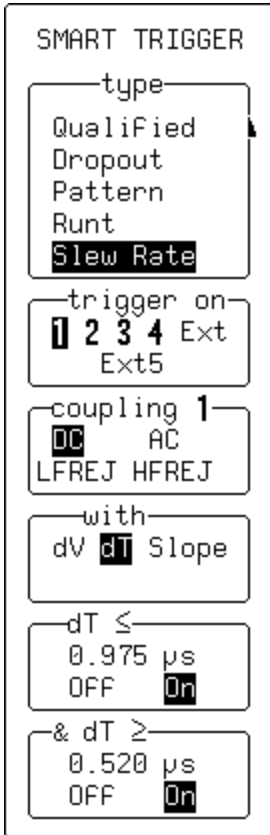 SMART TRIGGER
type
Qualified
Dropout
Pattern
Runt
Slew Rate
trigger on
1 2 3 4 Ext
Ext5
coupling 1
DC AC
LFREJ HFREJ
with
dV dT Slope
dT ≤
0.975 µs
OFF On
& dT ≥
0.520 µs
OFF On